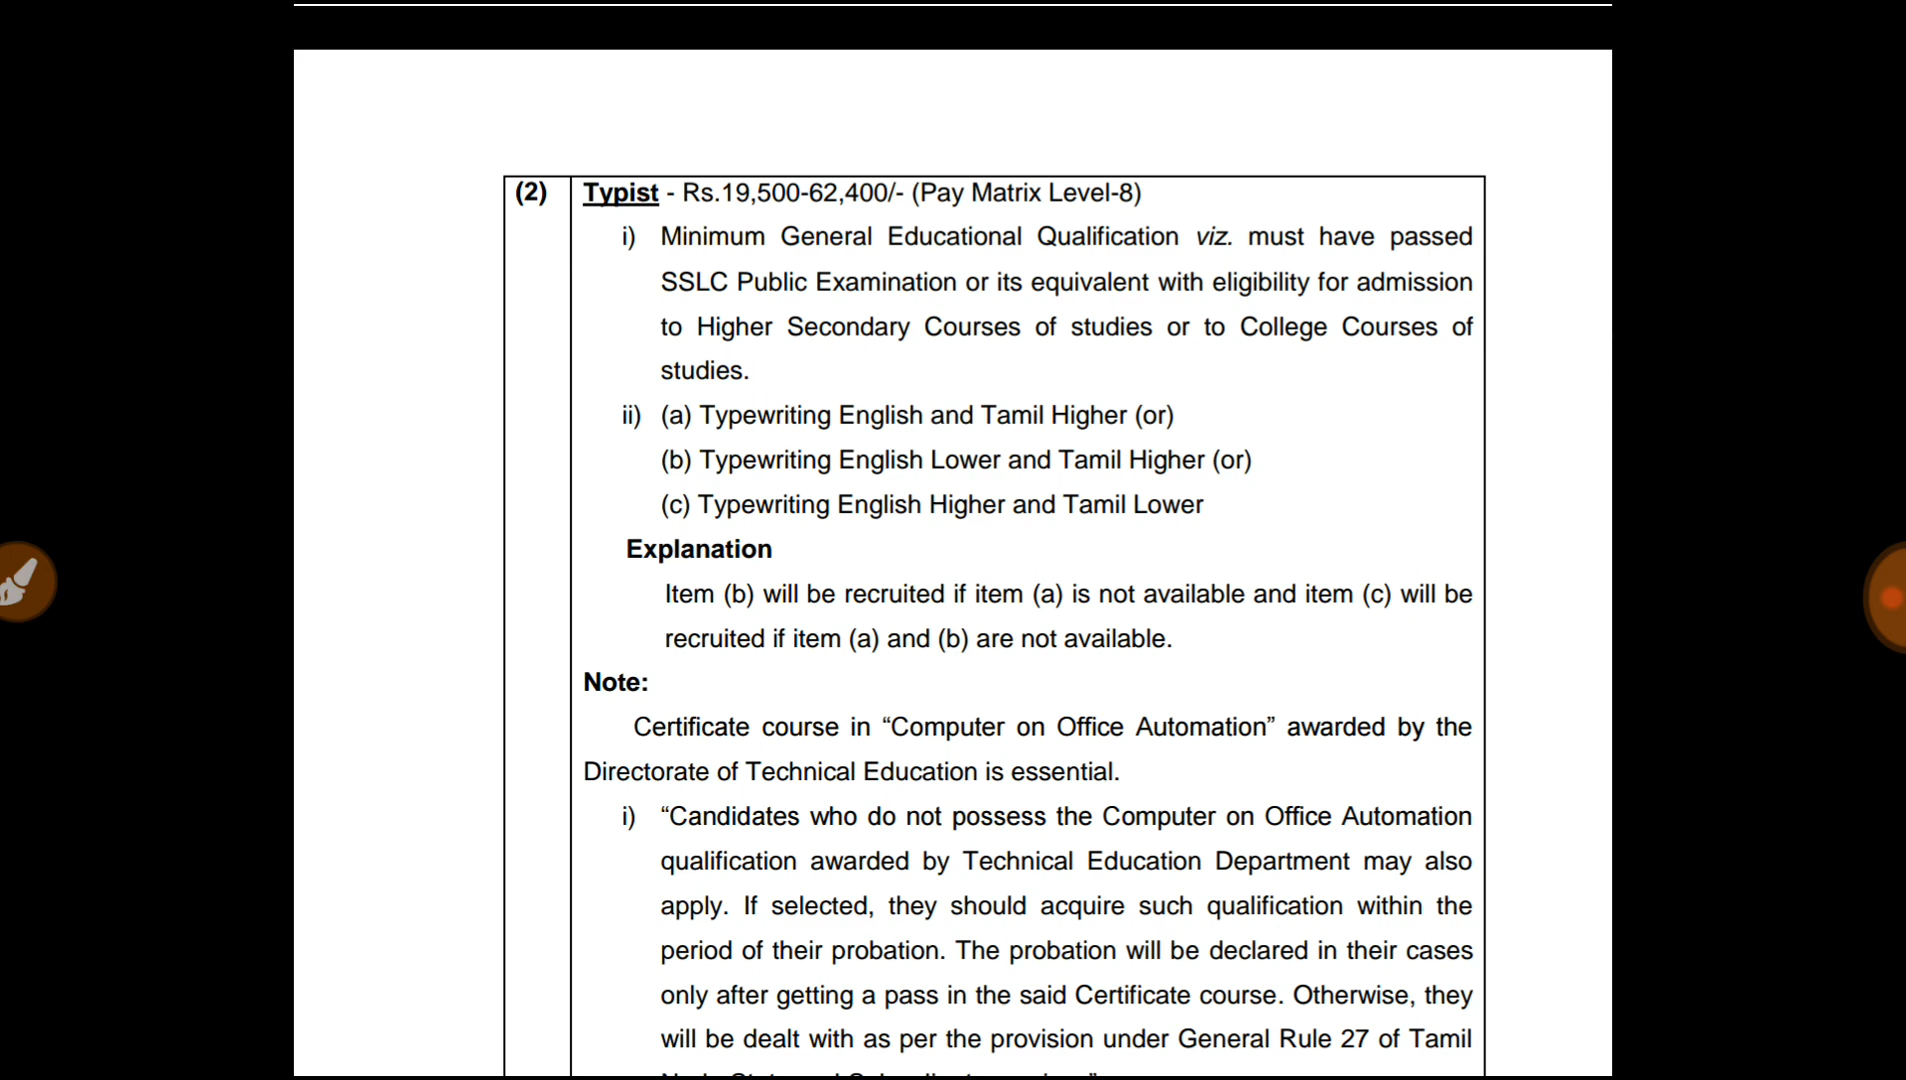 (2) Typist - Rs.19,500-62,400/- (Pay Matrix Level-8)
i) Minimum General Educational Qualification viz. must have passed
SSLC Public Examination or its equivalent with eligibility for admission
to Higher Secondary Courses of studies or to College Courses of
studies.
ii) (a) Typewriting English and Tamil Higher (or)
(b) Typewriting English Lower and Tamil Higher (or)
(c) Typewriting English Higher and Tamil Lower
Explanation
Item (b) will be recruited if item (a) is not available and item (c) will be
recruited if item (a) and (b) are not available.
Note:
Certificate course in “Computer on Office Automation” awarded by the
Directorate of Technical Education is essential.
i) “Candidates who do not possess the Computer on Office Automation
qualification awarded by Technical Education Department may also
apply. If selected, they should acquire such qualification within the
period of their probation. The probation will be declared in their cases
only after getting a pass in the said Certificate course. Otherwise, they
will be dealt with as per the provision under General Rule 27 of Tamil